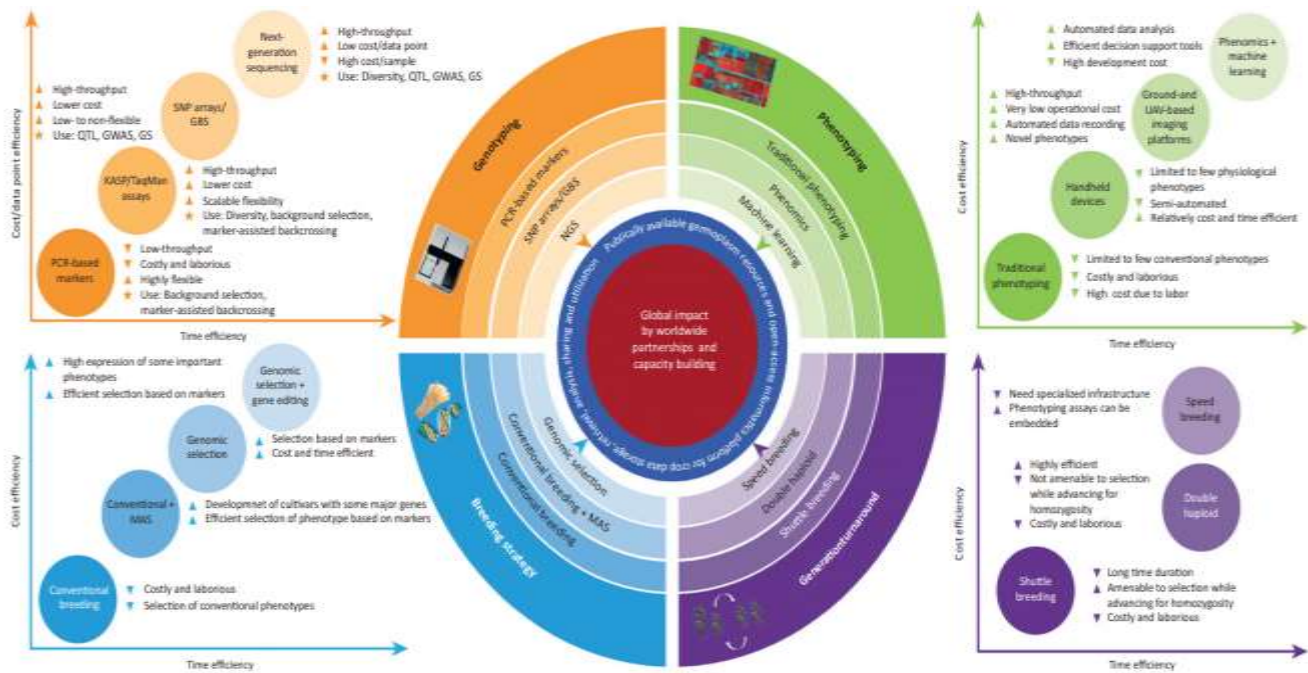 Cost/data point efficiency
Time efficiency
Next-
generation
sequencing
High-throughput
Low cost/data point
High cost/sample
Use: Diversity, QTL, GWAS, GS
High-throughput
Lower cost
Low- to non-flexible
Use: QTL, GWAS, GS
SNP arrays/
GBS
KASP/TaqMan
assays
High-throughput
Lower cost
Scalable flexibility
Use: Diversity, background selection,
marker-assisted backcrossing
PCR-based
markers
Low-throughput
Costly and laborious
Highly flexible
Use: Background selection,
marker-assisted backcrossing
Genotyping
PCR-based markers
SNP arrays/GBS
NGS
Phenotyping
Traditional phenotyping
Phenomics
Machine learning
Publically available germplasm resources and open-access informatics platform for crop data storage, retrieval, analysis, sharing and utilization
Global impact
by worldwide
partnerships and
capacity building
Breeding strategy
Conventional breeding
Conventional breeding + MAS
Genomic selection
Generationturnaround
Shuttle breeding
Double haploid
Speed breeding
Cost efficiency
Time efficiency
Automated data analysis
Efficient decision support tools
High development cost
Phenomics +
machine
learning
High-throughput
Very low operational cost
Automated data recording
Novel phenotypes
Ground-and
UAV-based
imaging
platforms
Handheld
devices
Limited to few physiological
phenotypes
Semi-automated
Relatively cost and time efficient
Traditional
phenotyping
Limited to few conventional phenotypes
Costly and laborious
High cost due to labor
Cost efficiency
Time efficiency
High expression of some important
phenotypes
Efficient selection based on markers
Genomic
selection +
gene editing
Genomic
selection
Selection based on markers
Cost and time efficient
Conventional +
MAS
Developmnet of cultivars with some major genes
Efficient selection of phenotype based on markers
Conventional
breeding
Costly and laborious
Selection of conventional phenotypes
Cost efficiency
Time efficiency
Need specialized infrastructure
Phenotyping assays can be
embedded
Speed
breeding
Highly efficient
Not amenable to selection
while advancing for
homozygosity
Costly and laborious
Double
haploid
Shuttle
breeding
Long time duration
Amenable to selection while
advancing for homozygosity
Costly and laborious